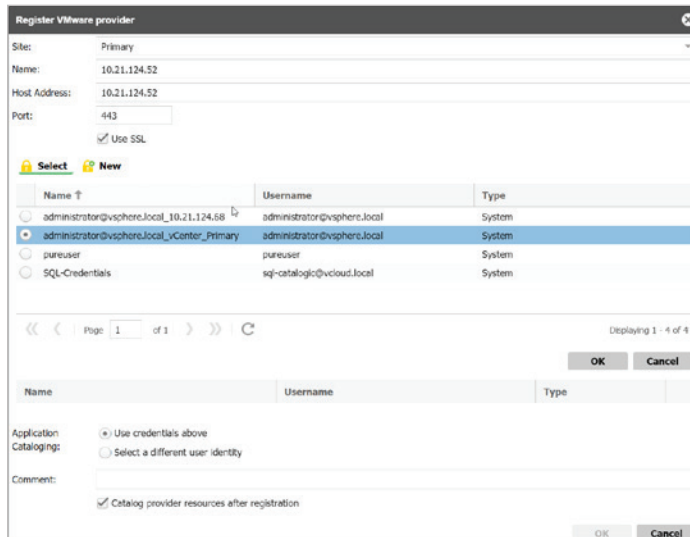 Register VMware provider
Site: Primary
Name: 10.21.124.52
Host Address: 10.21.124.52
Port: 443
Use SSL
Select New
Name Username Type
administrator@vsphere.local_10.21.124.68 administrator@vsphere.local System
administrator@vsphere.local_vCenter_Primary administrator@vsphere.local System
pureuser pureuser System
SQL-Credentials sql-catalogic@vcloud.local System
Page 1 of 1 Displaying 1 - 4 of 4
OK Cancel
Name Username Type
Application Cataloging: Use credentials above
Select a different user identity
Comment:
Catalog provider resources after registration
OK Cancel